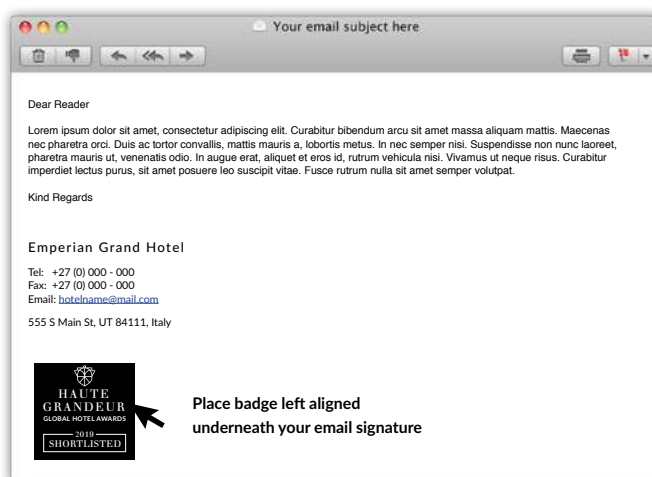 Your email subject here
Dear Reader
Lorem ipsum dolor sit amet, consectetur adipiscing elit. Curabitur bibendum arcu sit amet massa aliquam mattis. Maecenas
nec pharetra orci. Duis ac tortor convallis, mattis mauris a, lobortis metus. In nec semper nisi. Suspendisse non nunc laoreet,
pharetra mauris ut, venenatis odio. In augue erat, aliquet et eros id, rutrum vehicula nisi. Vivamus ut neque risus. Curabitur
imperdiet lectus purus, sit amet posuere leo suscipit vitae. Fusce rutrum nulla sit amet semper volutpat.
Kind Regards
Emperian Grand Hotel
Tel: +27 (0) 000 - 000
Fax: +27 (0) 000 - 000
Email: hotelname@mail.com
555 S Main St, UT 84111, Italy
HAUTE
GRANDEUR
GLOBAL HOTEL AWARDS
2019
SHORTLISTED
Place badge left aligned
underneath your email signature